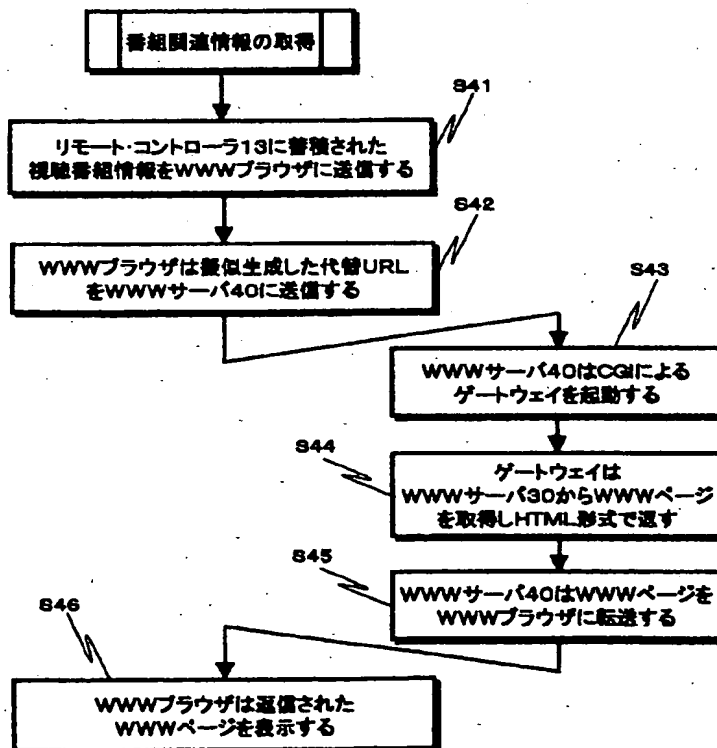 番組関連情報の取得
S41
リモート・コントローラ13に蓄積された
視聴番組情報をWWWブラウザに送信する
S42
WWWブラウザは擬似生成した代替URL
をWWWサーバ40に送信する
S43
WWWサーバ40はCGIによる
ゲートウェイを起動する
S44
ゲートウェイは
WWWサーバ30からWWWページ
を取得しHTML形式で返す
S45
WWWサーバ40はWWWページを
WWWブラウザに転送する
S46
WWWブラウザは返信された
WWWページを表示する